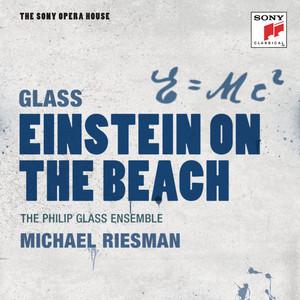 THE SONY OPERA HOUSE
SONY
CLASSICAL
E = Mc²
GLASS
EINSTEIN ON
THE BEACH
THE PHILIP GLASS ENSEMBLE
MICHAEL RIESMAN